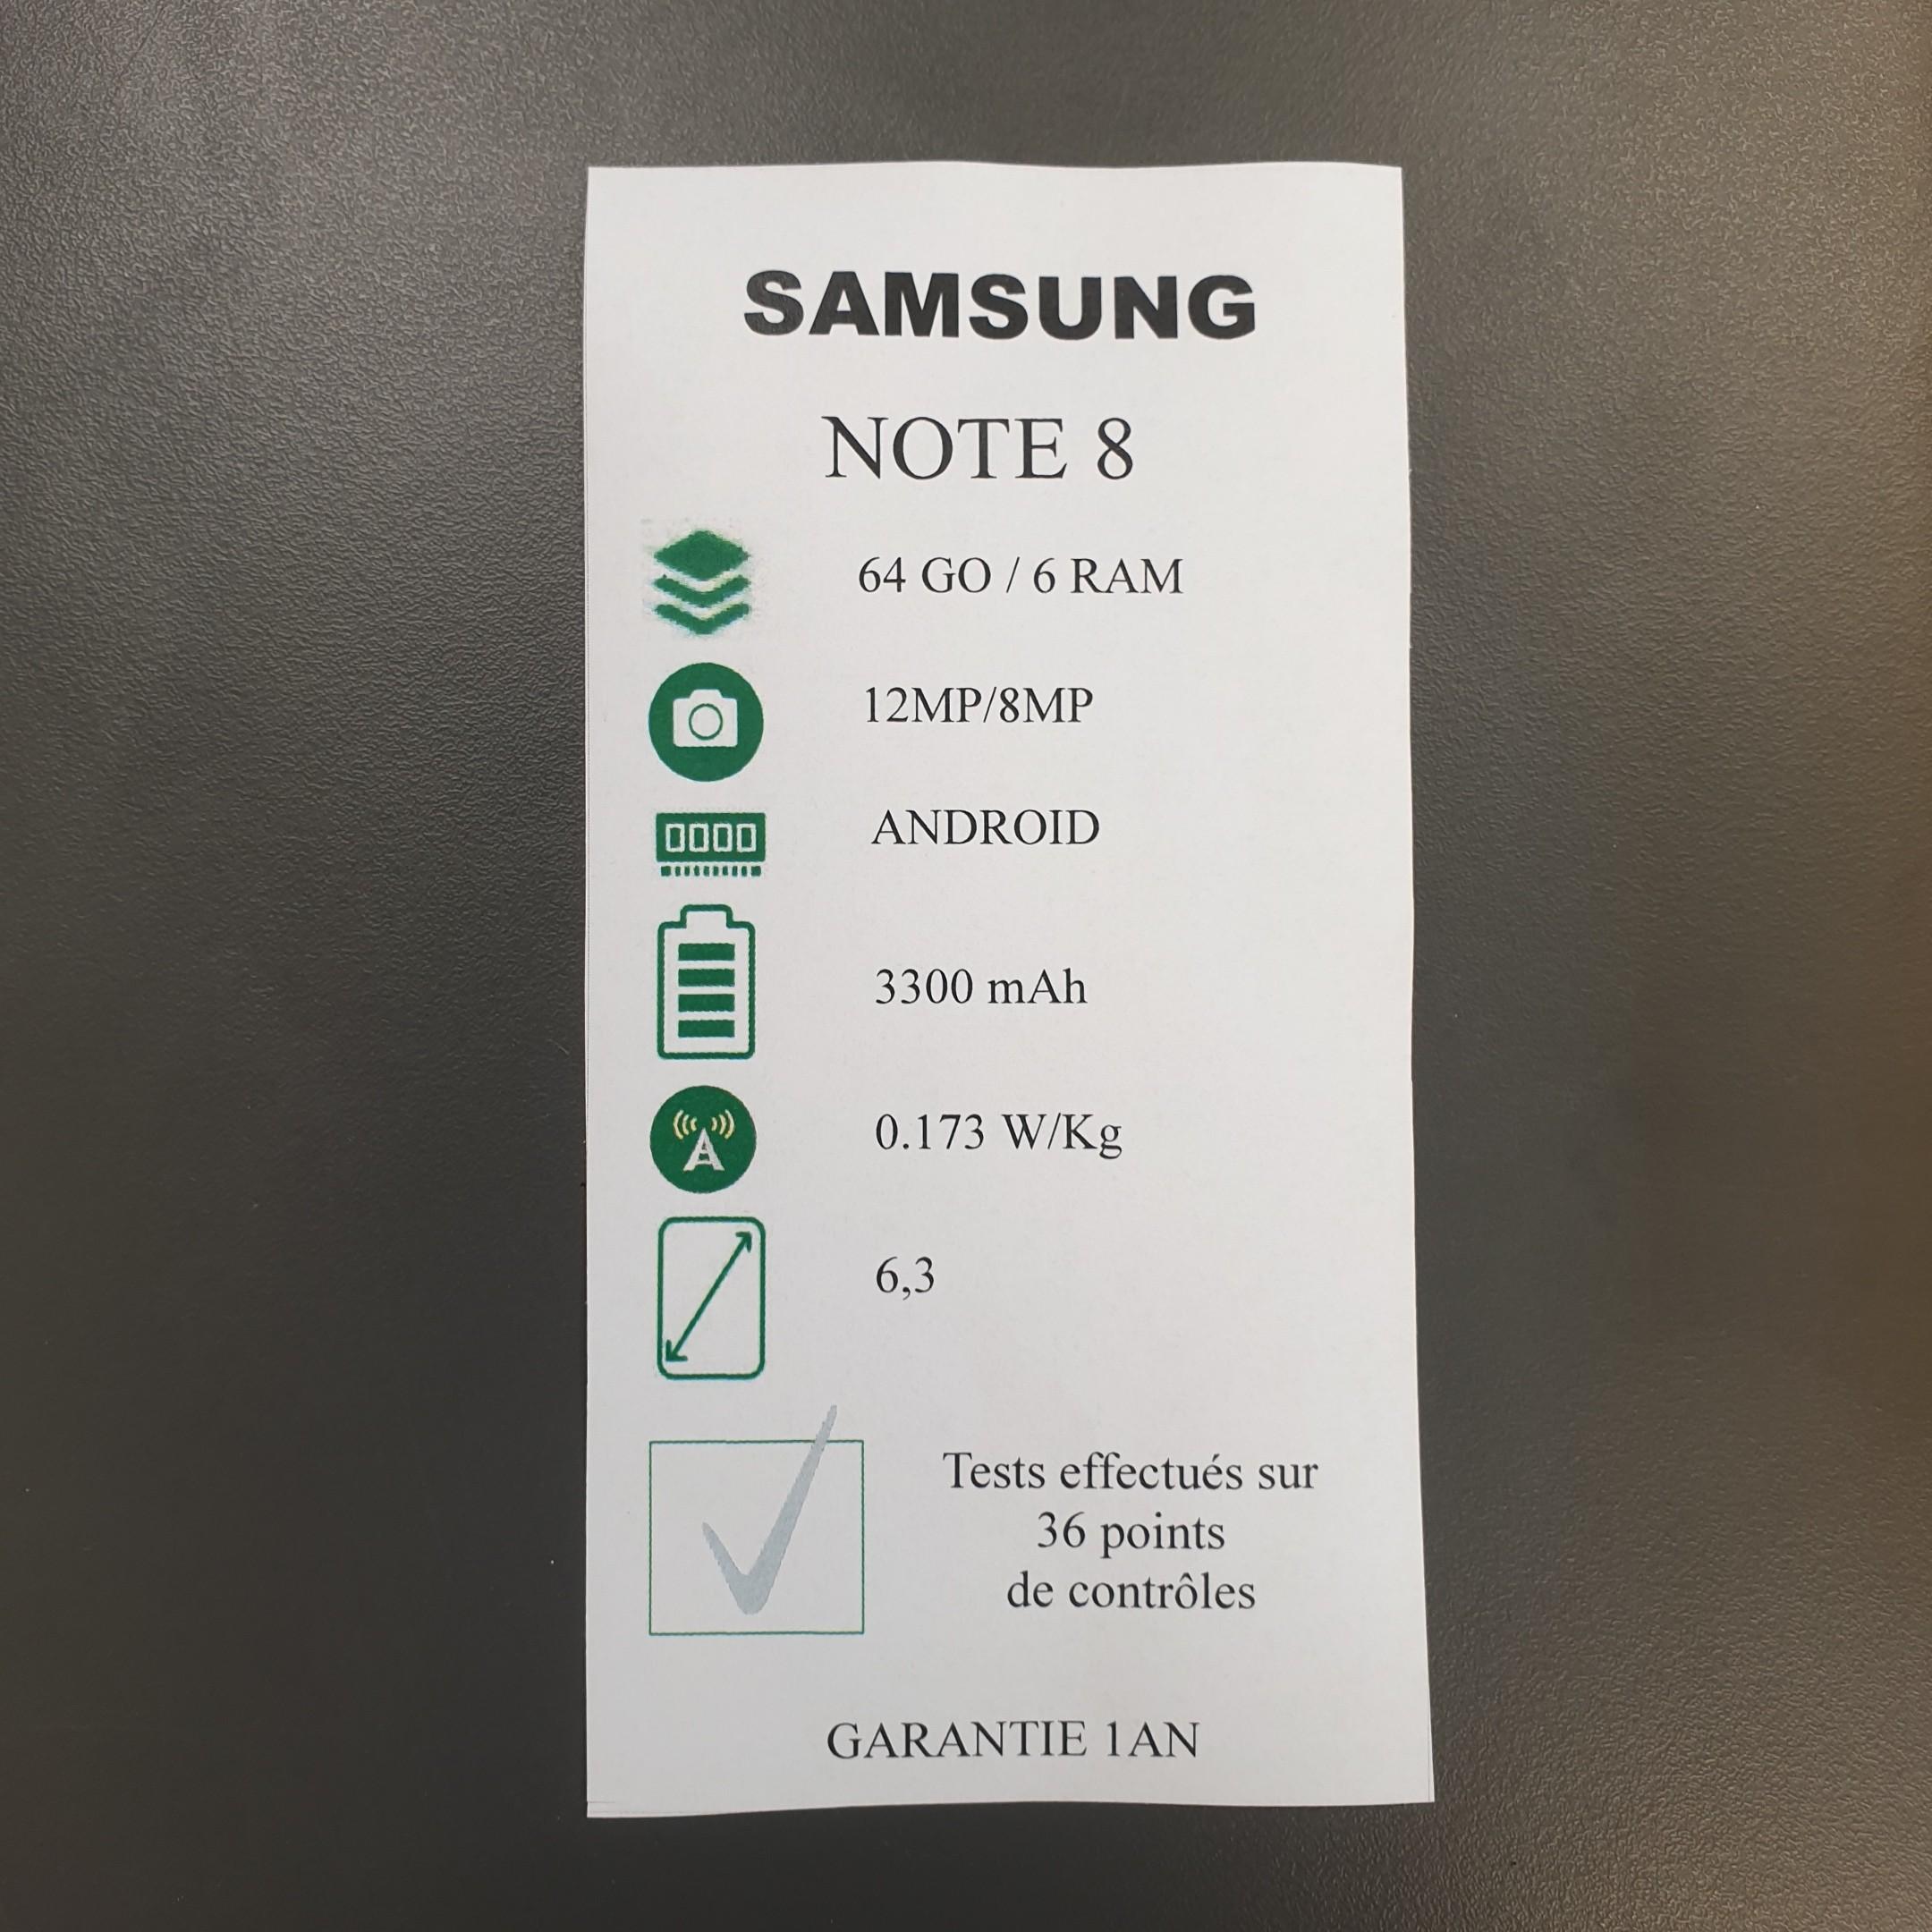 SAMSUNG
NOTE 8
64 GO / 6 RAM
12MP/8MP
ANDROID
3300 mAh
0.173 W/Kg
6,3
Tests effectués sur
36 points
de contrôles
GARANTIE 1AN